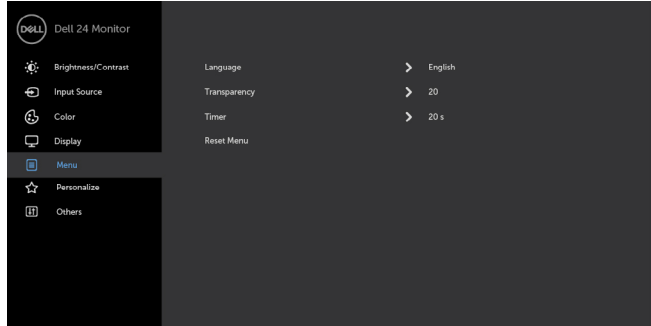 DELL Dell 24 Monitor
Brightness/Contrast
Input Source
Color
Display
Menu
Personalize
Others
Language English
Transparency 20
Timer 20 s
Reset Menu